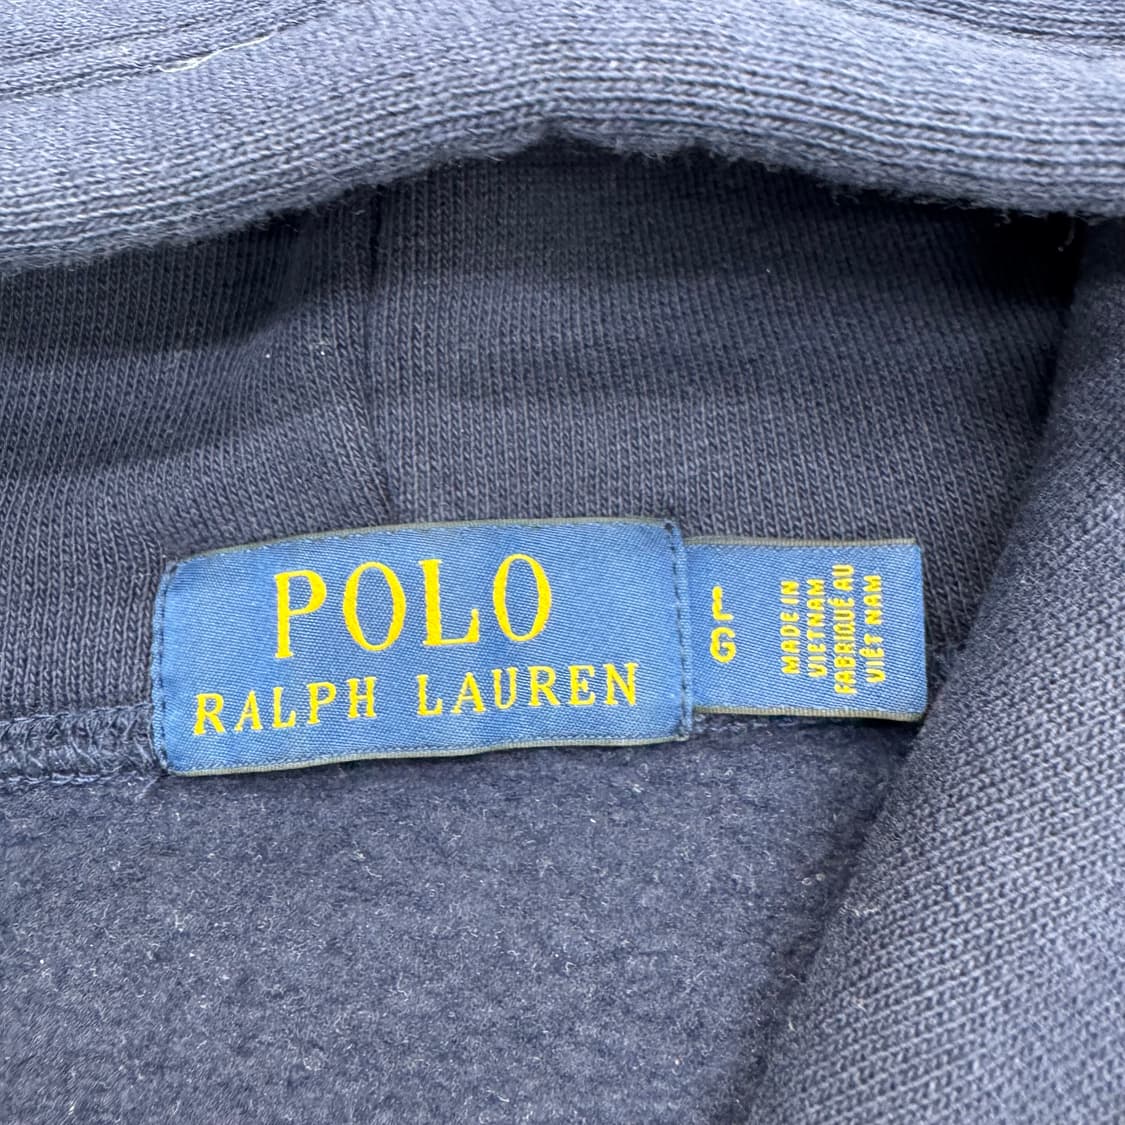 POLO
RALPH LAUREN
L
G
MADE IN
VIETNAM
FABRIQUÉ AU
VIÊT NAM